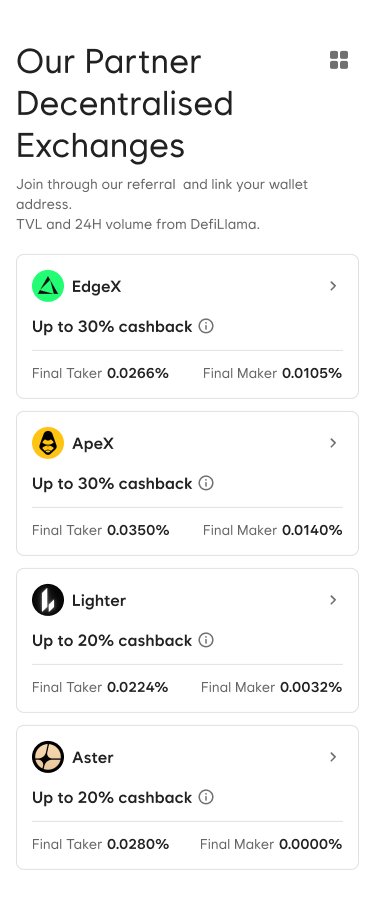 Our Partner
Decentralised
Exchanges
Join through our referral  and link your wallet
address.
TVL and 24H volume from DefiLlama.
EdgeX
Up to 30% cashback
Final Taker 0.0266% Final Maker 0.0105%
ApeX
Up to 30% cashback
Final Taker 0.0350% Final Maker 0.0140%
Lighter
Up to 20% cashback
Final Taker 0.0224% Final Maker 0.0032%
Aster
Up to 20% cashback
Final Taker 0.0280% Final Maker 0.0000%